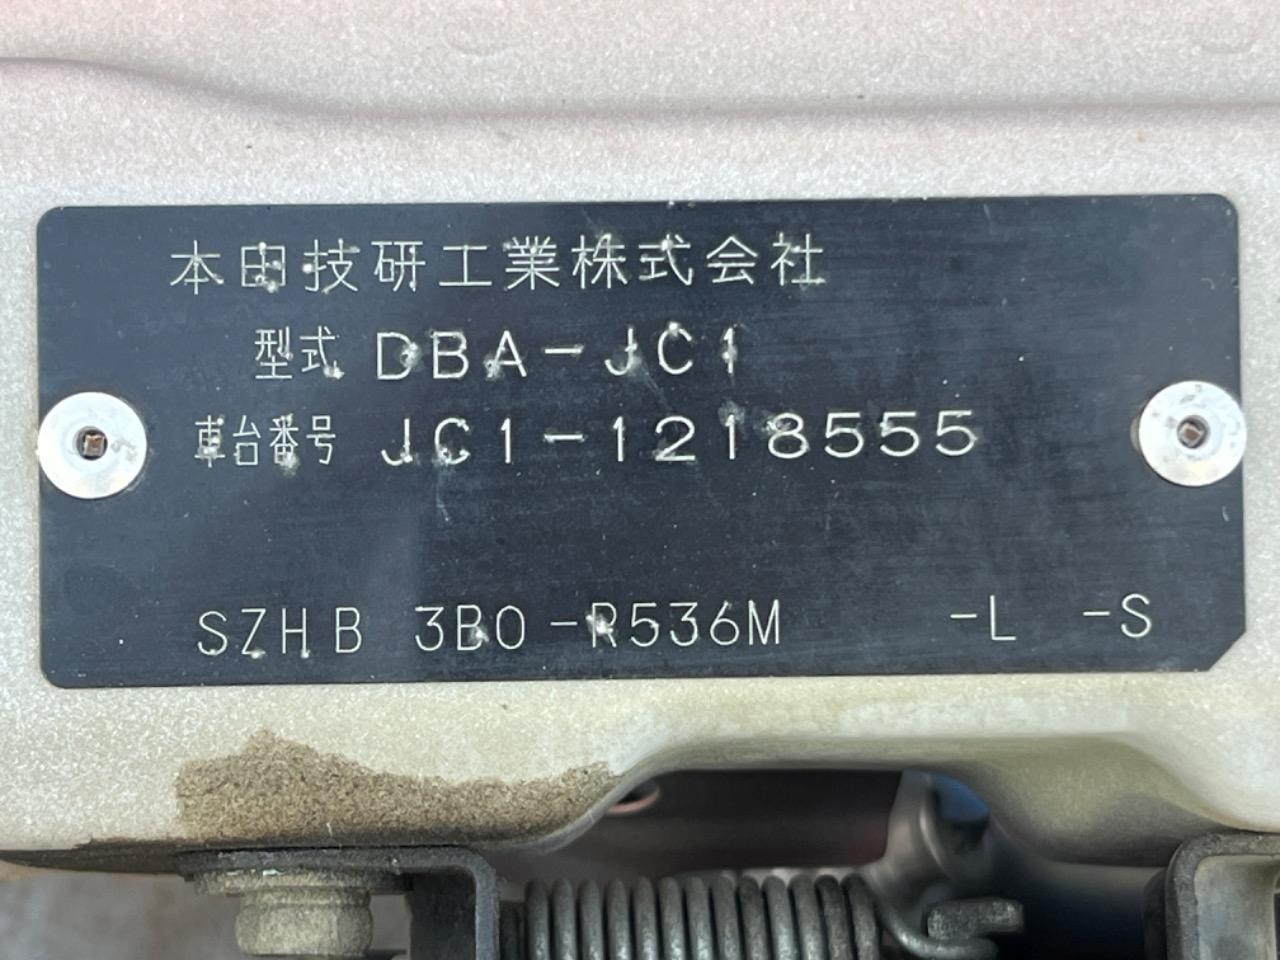 本田技研工業株式会社
型式 DBA-JC1
車台番号 JC1-1218555
SZHB 3B0-R536M -L -S